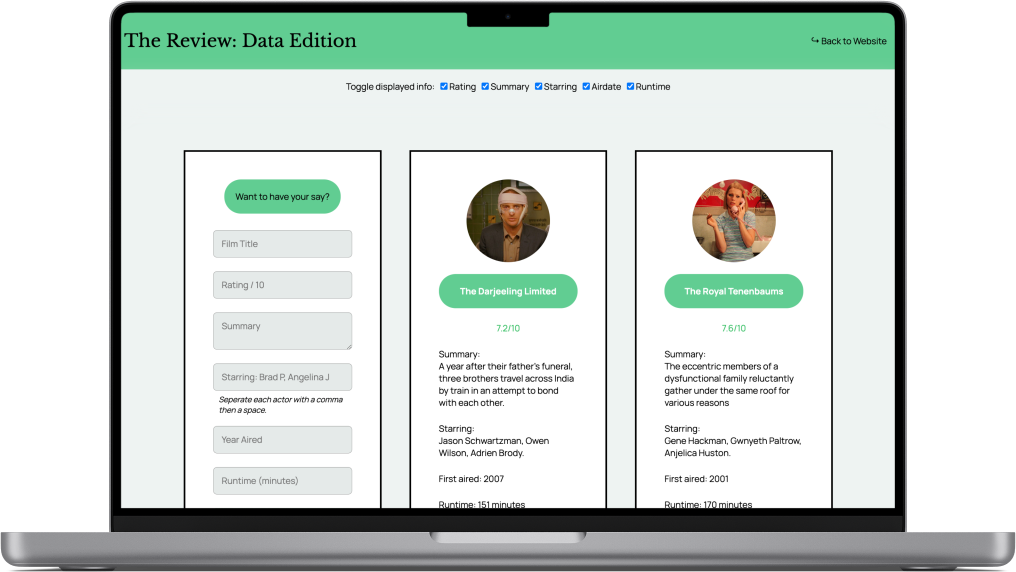 The Review: Data Edition
↪ Back to Website
Toggle displayed info: Rating Summary Starring Airdate Runtime
Want to have your say?
Film Title
Rating / 10
Summary
Starring: Brad P, Angelina J
Seperate each actor with a comma
then a space.
Year Aired
Runtime (minutes)
The Darjeeling Limited
7.2/10
Summary:
A year after their father's funeral,
three brothers travel across India
by train in an attempt to bond
with each other.
Starring:
Jason Schwartzman, Owen
Wilson, Adrien Brody.
First aired: 2007
Runtime: 151 minutes
The Royal Tenenbaums
7.6/10
Summary:
The eccentric members of a
dysfunctional family reluctantly
gather under the same roof for
various reasons
Starring:
Gene Hackman, Gwnyeth Paltrow,
Anjelica Huston.
First aired: 2001
Runtime: 170 minutes